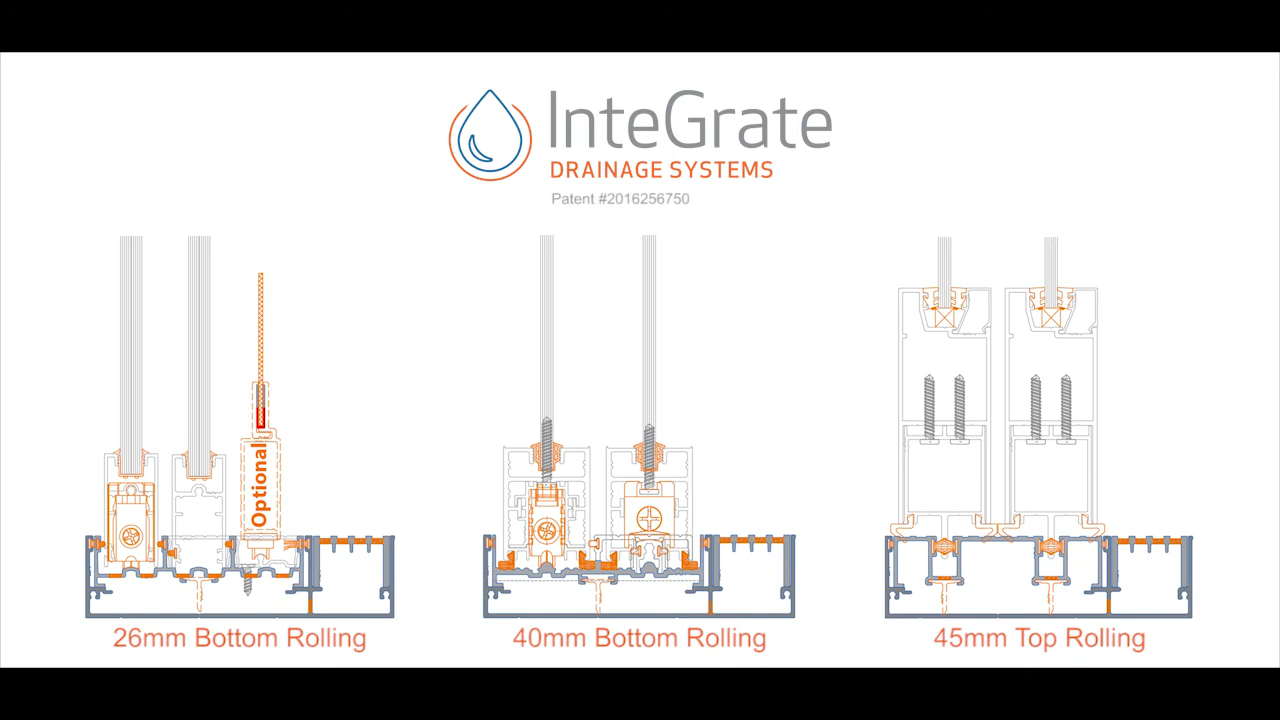 InteGrate
DRAINAGE SYSTEMS
Patent #2016256750
Optional
26mm Bottom Rolling
40mm Bottom Rolling
45mm Top Rolling